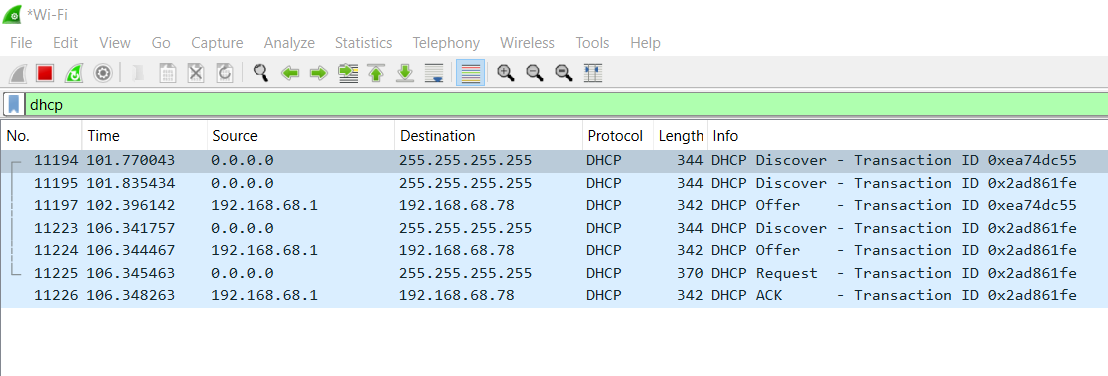 *Wi-Fi
File Edit View Go Capture Analyze Statistics Telephony Wireless Tools Help
dhcp
No. Time Source Destination Protocol Length Info
11194 101.770043 0.0.0.0 255.255.255.255 DHCP 344 DHCP Discover - Transaction ID 0xea74dc55
11195 101.835434 0.0.0.0 255.255.255.255 DHCP 344 DHCP Discover - Transaction ID 0x2ad861fe
11197 102.396142 192.168.68.1 192.168.68.78 DHCP 342 DHCP Offer - Transaction ID 0xea74dc55
11223 106.341757 0.0.0.0 255.255.255.255 DHCP 344 DHCP Discover - Transaction ID 0x2ad861fe
11224 106.344467 192.168.68.1 192.168.68.78 DHCP 342 DHCP Offer - Transaction ID 0x2ad861fe
11225 106.345463 0.0.0.0 255.255.255.255 DHCP 370 DHCP Request - Transaction ID 0x2ad861fe
11226 106.348263 192.168.68.1 192.168.68.78 DHCP 342 DHCP ACK - Transaction ID 0x2ad861fe